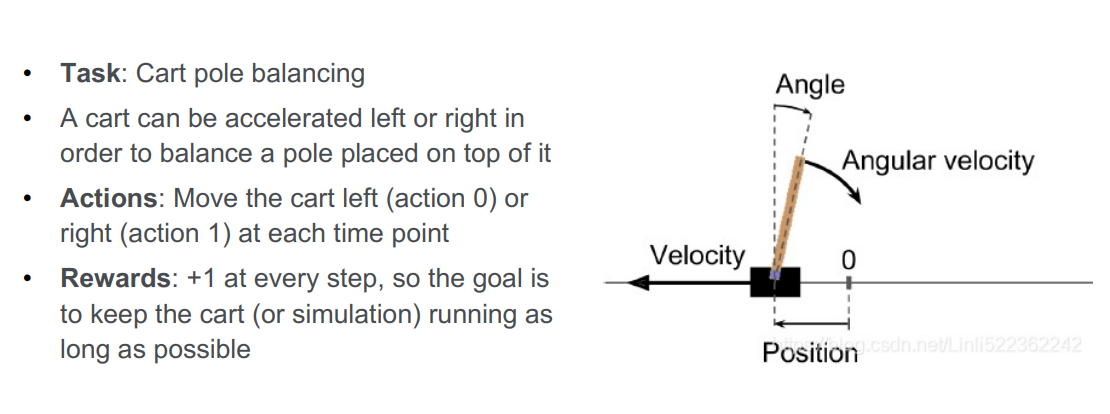 • Task: Cart pole balancing
• A cart can be accelerated left or right in
order to balance a pole placed on top of it
• Actions: Move the cart left (action 0) or
right (action 1) at each time point
• Rewards: +1 at every step, so the goal is
to keep the cart (or simulation) running as
long as possible
Angle
Angular velocity
Velocity
0
Position
https://blog.csdn.net/Linli522362242